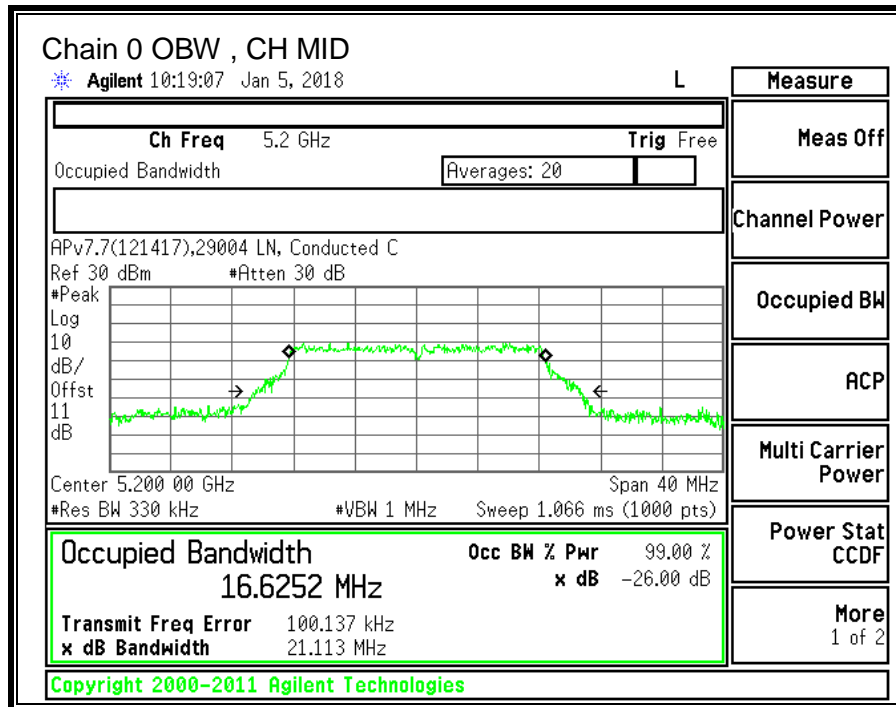 Chain 0 OBW , CH MID
Agilent 10:19:07 Jan 5, 2018 L
Measure
Ch Freq 5.2 GHz Trig Free
Occupied Bandwidth Averages: 20
APv7.7(121417),29004 LN, Conducted C
Ref 30 dBm #Atten 30 dB
#Peak
Log
10
dB/
Offst
11
dB
Center 5.200 00 GHz Span 40 MHz
#Res BW 330 kHz #VBW 1 MHz Sweep 1.066 ms (1000 pts)
Occupied Bandwidth
16.6252 MHz
Occ BW % Pwr 99.00 %
x dB -26.00 dB
Transmit Freq Error 100.137 kHz
x dB Bandwidth 21.113 MHz
Copyright 2000-2011 Agilent Technologies
Meas Off
Channel Power
Occupied BW
ACP
Multi Carrier
Power
Power Stat
CCDF
More
1 of 2